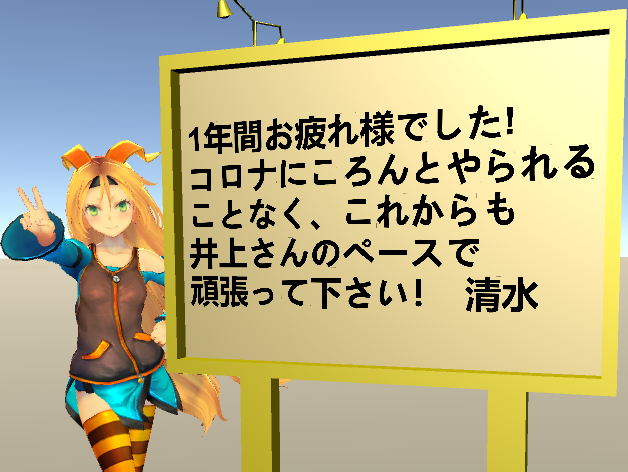 1年間お疲れ様でした!
コロナにころんとやられる
ことなく、これからも
井上さんのペースで
頑張って下さい!　清水